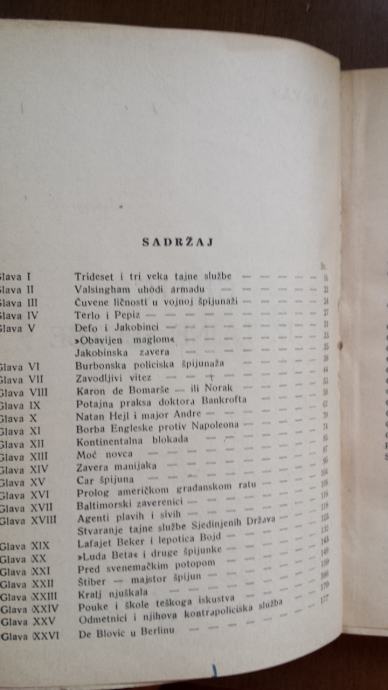 SADRŽAJ
Glava I Trideset i tri veka tajne službe
Glava II Valsingham uhodi armadu
Glava III Čuvene ličnosti u vojnoj špijunaži
Glava IV Terlo i Pepiz
Glava V Defo i Jakobinci
»Obavijen maglom«
Jakobinska zavera
Glava VI Burbonska policiska špijunaža
Glava VII Zavodljivi vitez
Glava VIII Karon de Bomarše — ili Norak
Glava IX Potajna praksa doktora Bankrofta
Glava X Natan Hejl i major Andre
Glava XI Borba Engleske protiv Napoleona
Glava XII Kontinentalna blokada
Glava XIII Moć novca
Glava XIV Zavera manijaka
Glava XV Car špijuna
Glava XVI Prolog američkom građanskom ratu
Glava XVII Baltimorski zaverenici
Glava XVIII Agenti plavih i sivih
Stvaranje tajne službe Sjedinjenih Država
Glava XIX Lafajet Beker i lepotica Bojd
Glava XX »Luda Beta« i druge špijunke
Glava XXI Pred svenemačkim potopom
Glava XXII Štiber — majstor špijun
Glava XXIII Kralj njuškala
Glava XXIV Pouke i škole teškoga iskustva
Glava XXV Odmetnici i njihova kontrapoliciska služba 177
Glava XXVI De Blovic u Berlinu